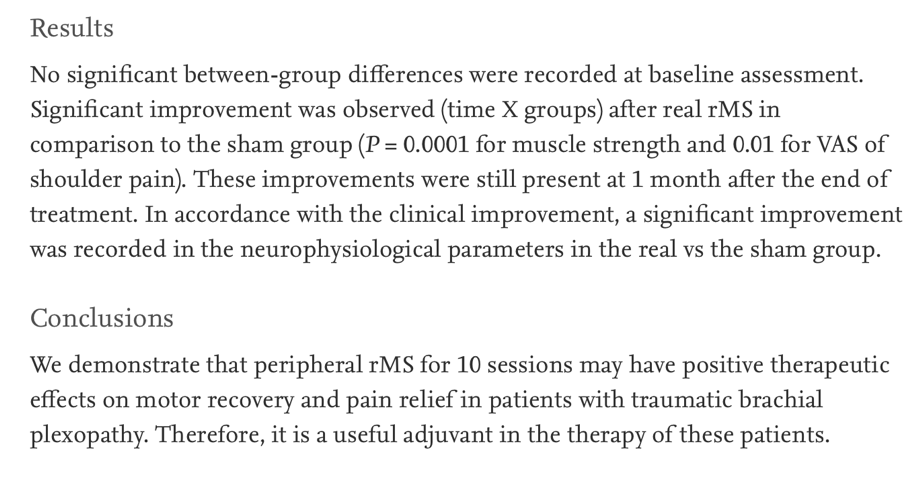 Results
No significant between-group differences were recorded at baseline assessment.
Significant improvement was observed (time X groups) after real rMS in
comparison to the sham group (P = 0.0001 for muscle strength and 0.01 for VAS of
shoulder pain). These improvements were still present at 1 month after the end of
treatment. In accordance with the clinical improvement, a significant improvement
was recorded in the neurophysiological parameters in the real vs the sham group.
Conclusions
We demonstrate that peripheral rMS for 10 sessions may have positive therapeutic
effects on motor recovery and pain relief in patients with traumatic brachial
plexopathy. Therefore, it is a useful adjuvant in the therapy of these patients.